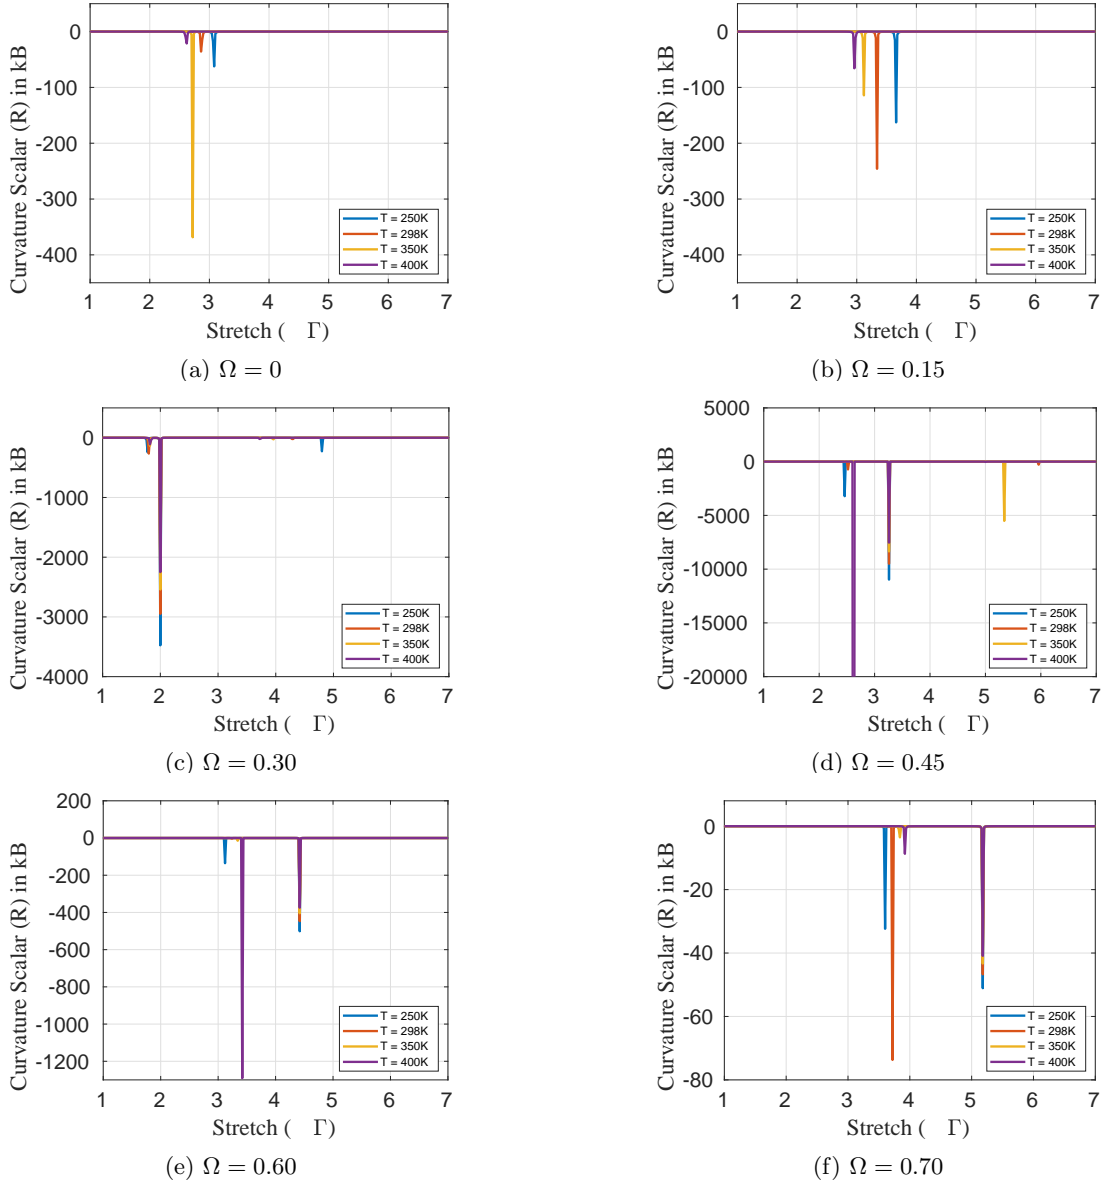 Curvature Scalar (R) in kB
0
-100
-200
-300
-400
T = 250K
T = 298K
T = 350K
T = 400K
1 2 3 4 5 6 7
Stretch ( Γ)
(a) Ω = 0
Curvature Scalar (R) in kB
0
-100
-200
-300
-400
T = 250K
T = 298K
T = 350K
T = 400K
1 2 3 4 5 6 7
Stretch ( Γ)
(b) Ω = 0.15
Curvature Scalar (R) in kB
0
-1000
-2000
-3000
-4000
T = 250K
T = 298K
T = 350K
T = 400K
1 2 3 4 5 6 7
Stretch ( Γ)
(c) Ω = 0.30
Curvature Scalar (R) in kB
5000
0
-5000
-10000
-15000
-20000
T = 250K
T = 298K
T = 350K
T = 400K
1 2 3 4 5 6 7
Stretch ( Γ)
(d) Ω = 0.45
Curvature Scalar (R) in kB
200
0
-200
-400
-600
-800
-1000
-1200
T = 250K
T = 298K
T = 350K
T = 400K
1 2 3 4 5 6 7
Stretch ( Γ)
(e) Ω = 0.60
Curvature Scalar (R) in kB
0
-20
-40
-60
-80
T = 250K
T = 298K
T = 350K
T = 400K
1 2 3 4 5 6 7
Stretch ( Γ)
(f) Ω = 0.70